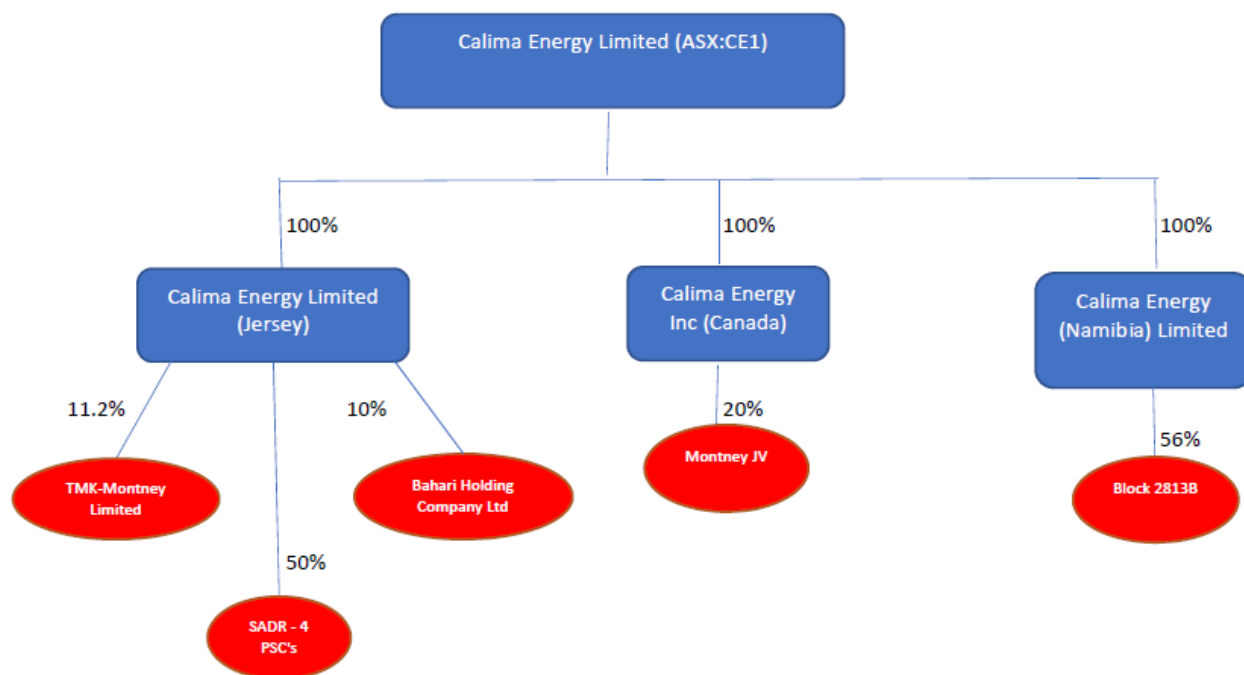 Calima Energy Limited (ASX:CE1)
100%
100%
100%
Calima Energy Limited
(Jersey)
Calima Energy
Inc (Canada)
Calima Energy
(Namibia) Limited
11.2%
10%
20%
56%
TMK-Montney
Limited
Bahari Holding
Company Ltd
Montney JV
Block 2813B
50%
SADR - 4
PSC's